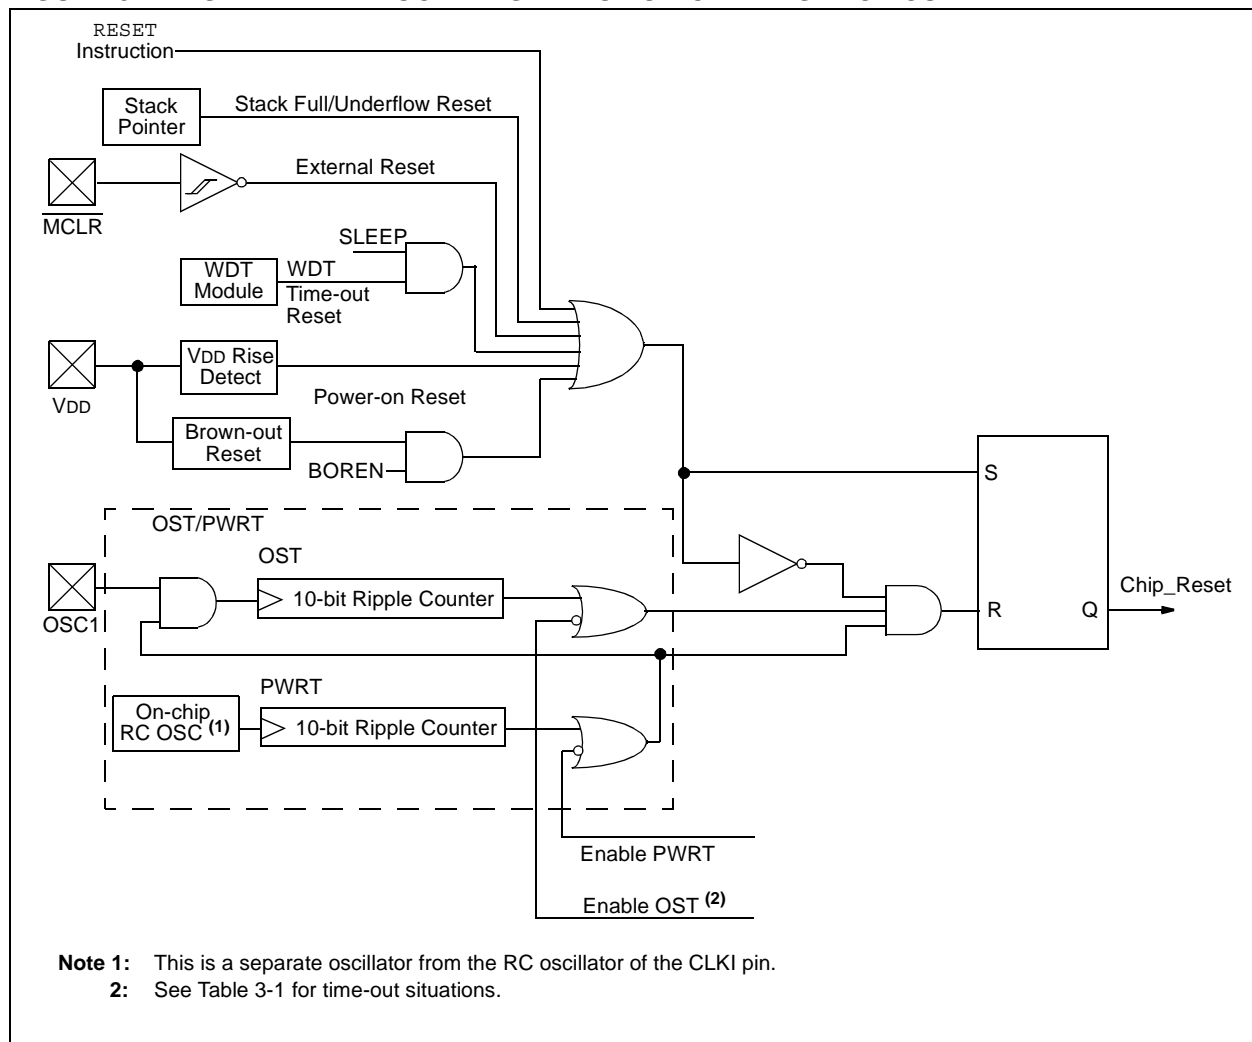 RESET
Instruction
Stack
Pointer
Stack Full/Underflow Reset
External Reset
MCLR
SLEEP
WDT
Module
WDT
Time-out
Reset
VDD
VDD Rise
Detect
Power-on Reset
Brown-out
Reset
BOREN
S
OST/PWRT
OST
10-bit Ripple Counter
OSC1
Chip_Reset
R
Q
PWRT
On-chip
RC OSC (1)
10-bit Ripple Counter
Enable PWRT
Enable OST (2)
Note 1: This is a separate oscillator from the RC oscillator of the CLKI pin.
2: See Table 3-1 for time-out situations.